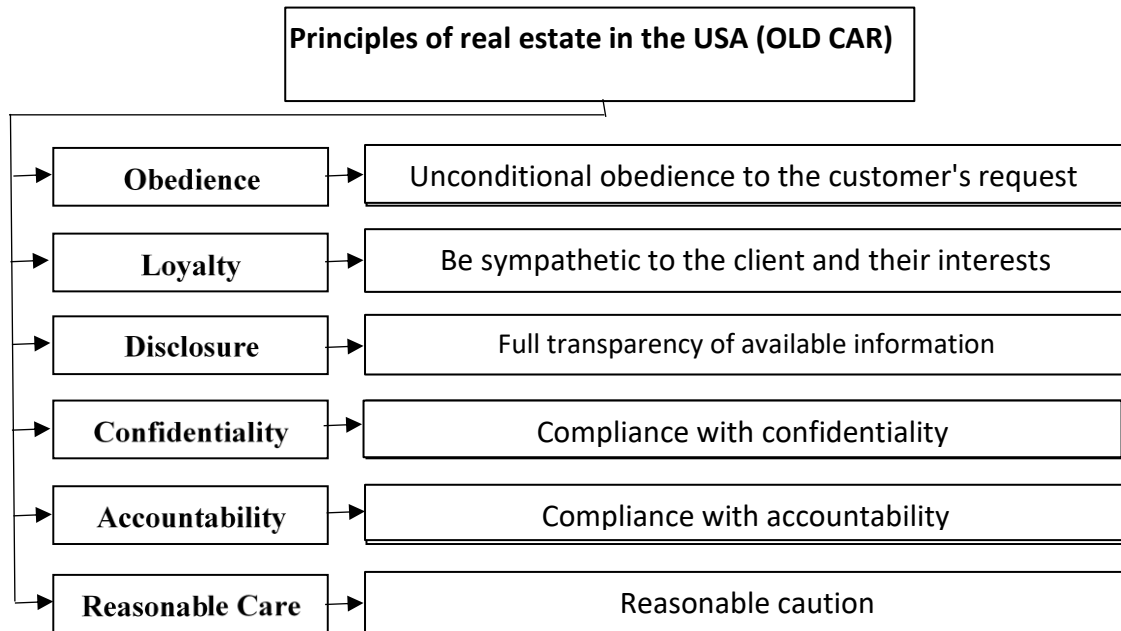 Principles of real estate in the USA (OLD CAR)
Obedience
Unconditional obedience to the customer's request
Loyalty
Be sympathetic to the client and their interests
Disclosure
Full transparency of available information
Confidentiality
Compliance with confidentiality
Accountability
Compliance with accountability
Reasonable Care
Reasonable caution